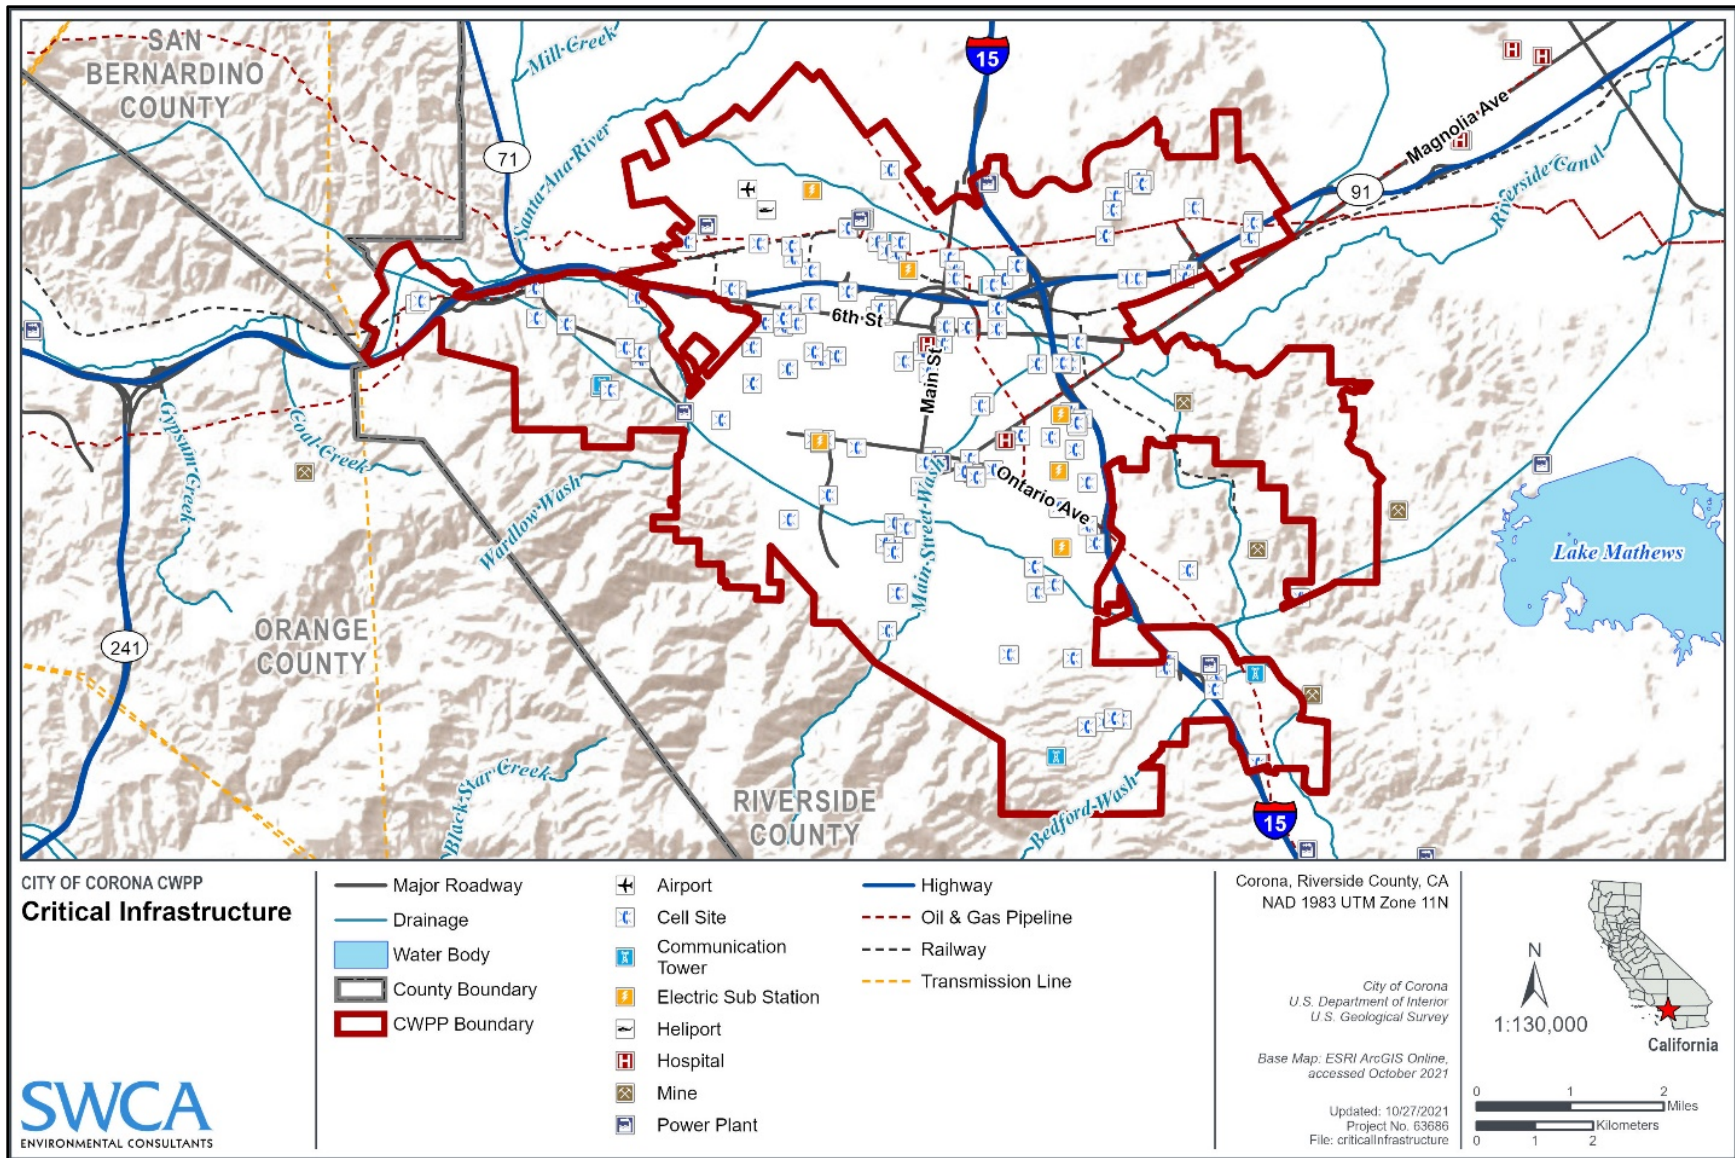 SAN
BERNARDINO
COUNTY
Mill Creek
15
71
Santa Ana River
Magnolia Ave
91
Riverside Canal
6th St
Main St
Gypsum Creek
Coal Creek
Wardlow Wash
Main Street Wash
Ontario Ave
Lake Mathews
ORANGE
COUNTY
241
Black Star Creek
RIVERSIDE
COUNTY
Bedford Wash
15
CITY OF CORONA CWPP
Critical Infrastructure
SWCA
ENVIRONMENTAL CONSULTANTS
Major Roadway
Drainage
Water Body
County Boundary
CWPP Boundary
Airport
Cell Site
Communication
Tower
Electric Sub Station
Heliport
Hospital
Mine
Power Plant
Highway
Oil & Gas Pipeline
Railway
Transmission Line
Corona, Riverside County, CA
NAD 1983 UTM Zone 11N
City of Corona
U.S. Department of Interior
U.S. Geological Survey
Base Map: ESRI ArcGIS Online,
accessed October 2021
Updated: 10/27/2021
Project No. 63686
File: criticalInfrastructure
N
1:130,000
California
0 1 2
Miles
Kilometers
0 1 2